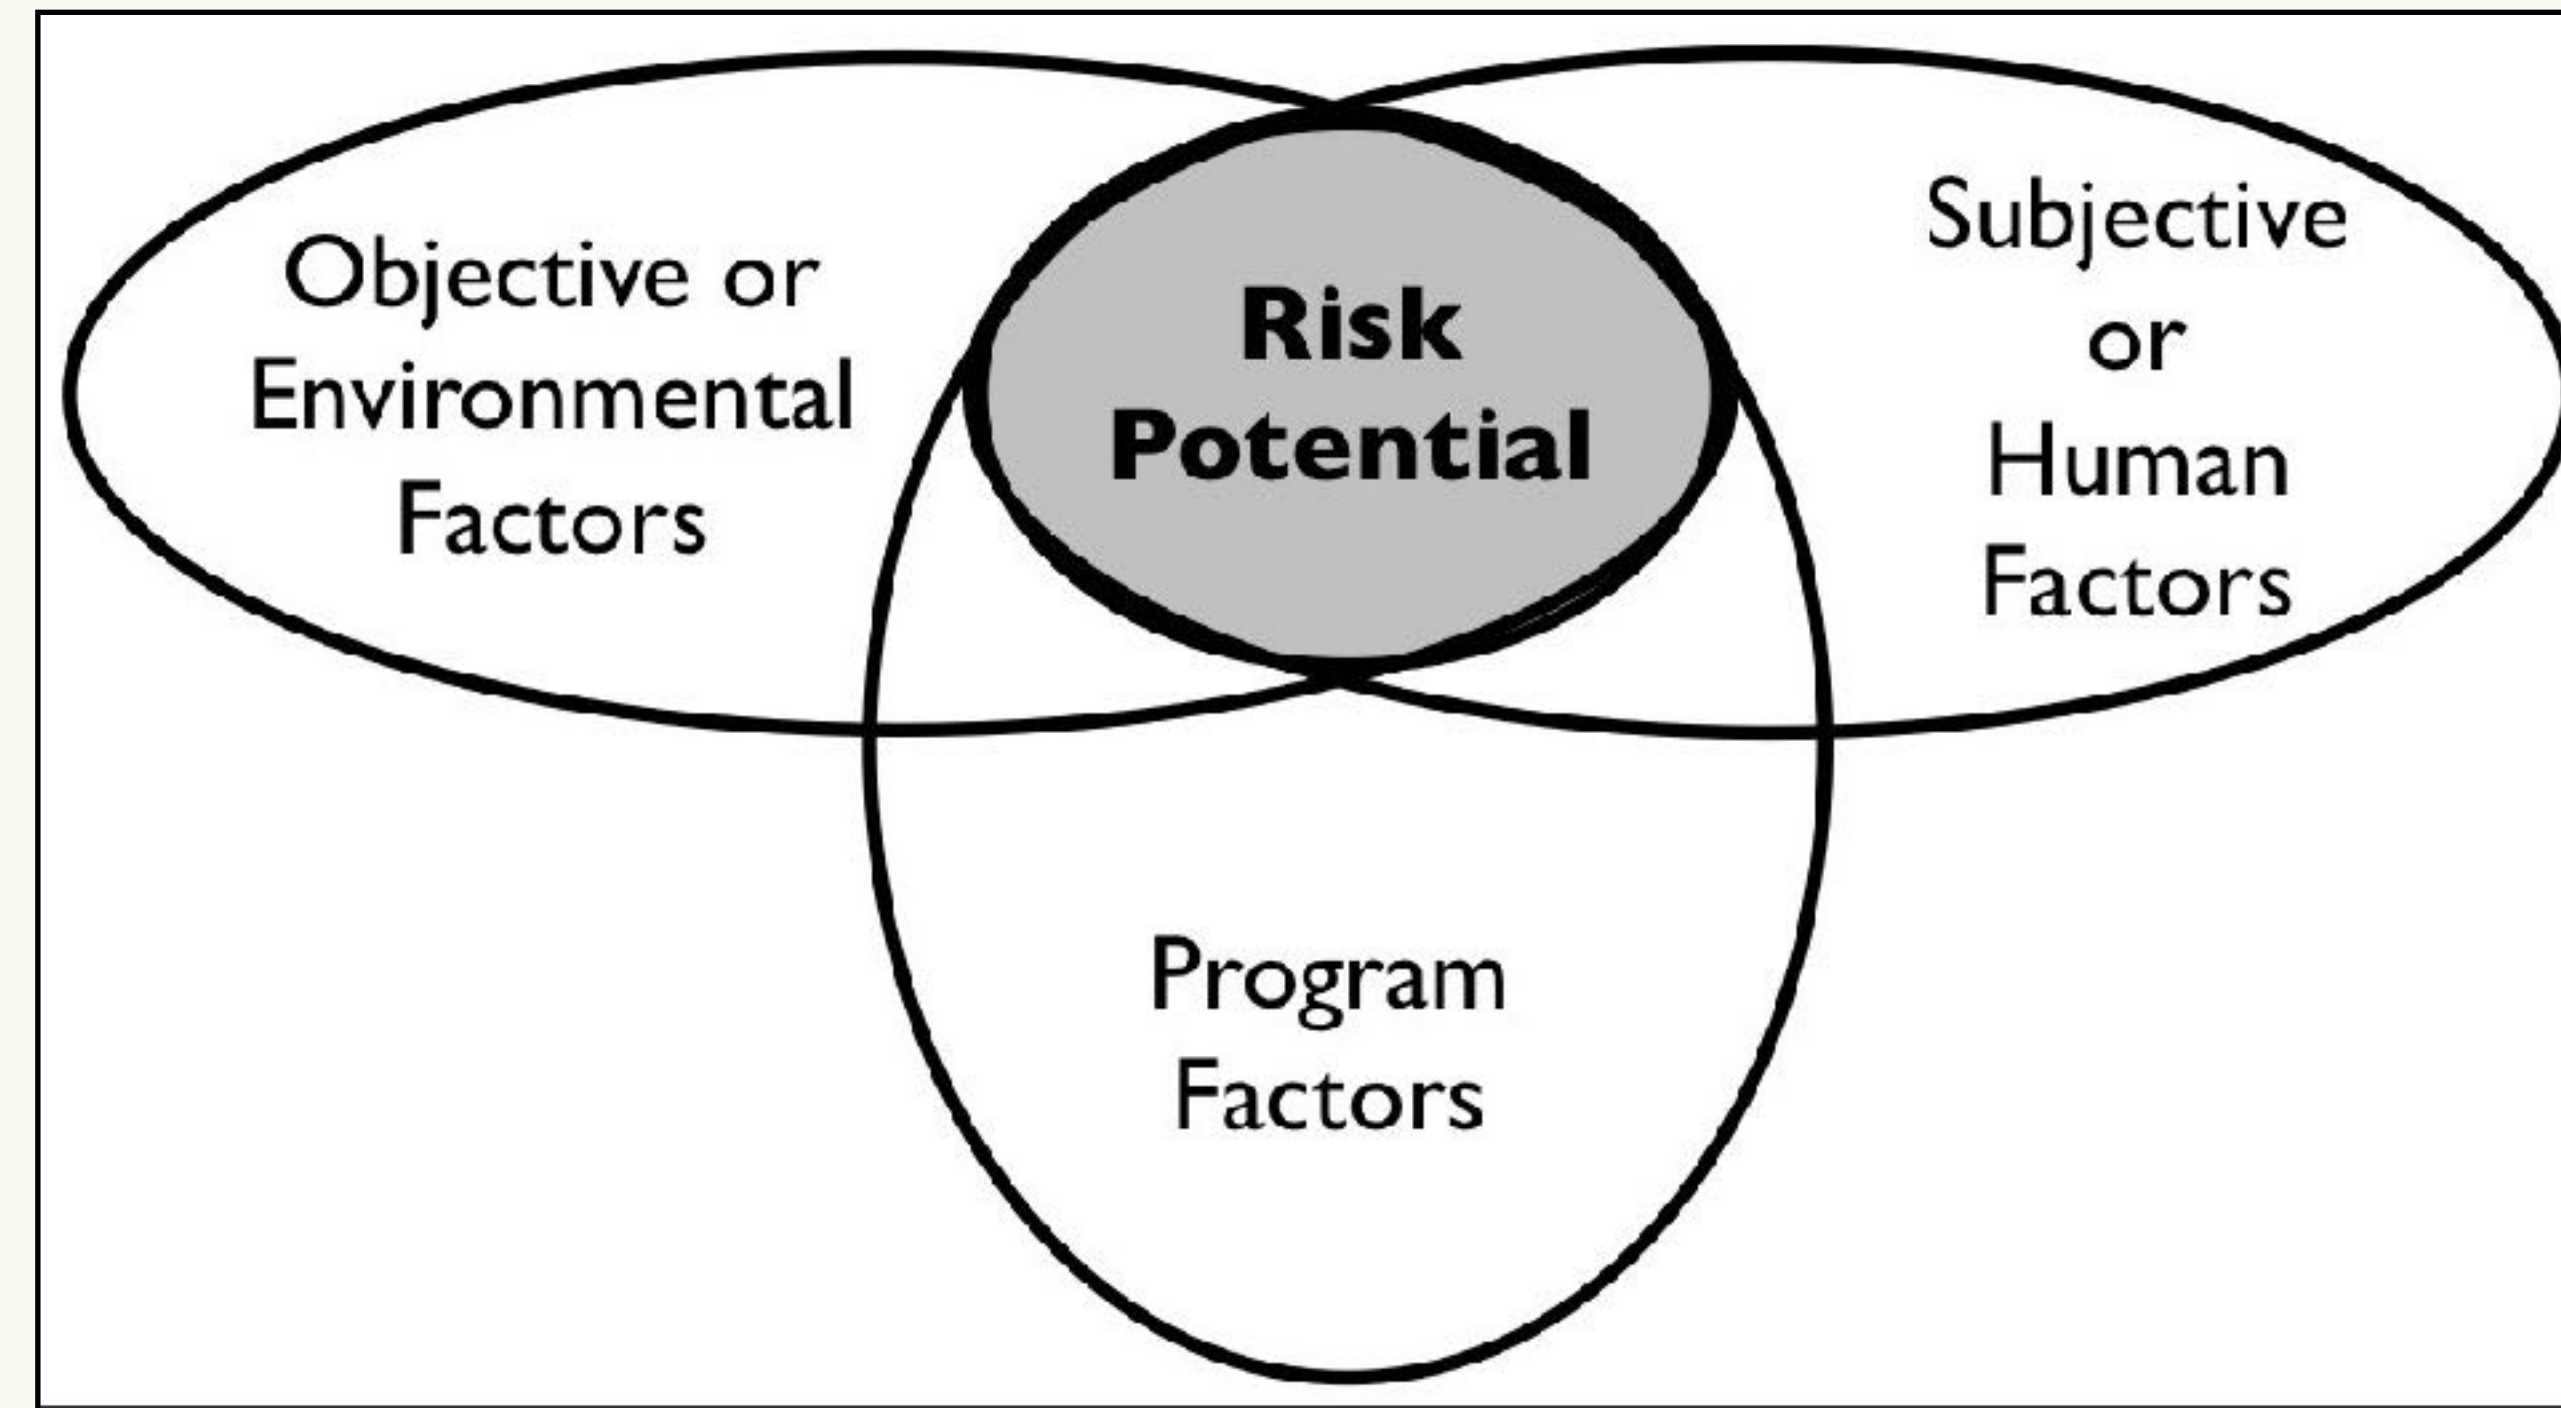 Objective or
Environmental
Factors
Risk
Potential
Subjective
or
Human
Factors
Program
Factors